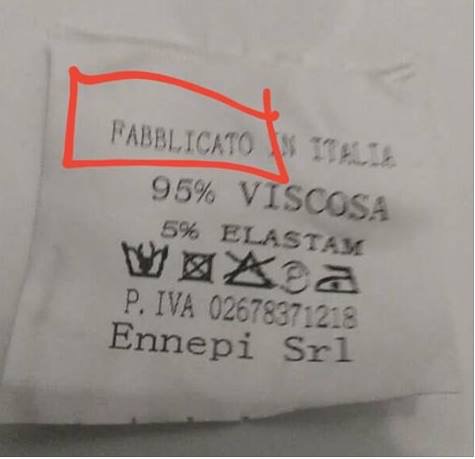 FABBLICATO IN ITALIA
95% VISCOSA
5% ELASTAM
P. IVA 02678371218
Ennepi Srl